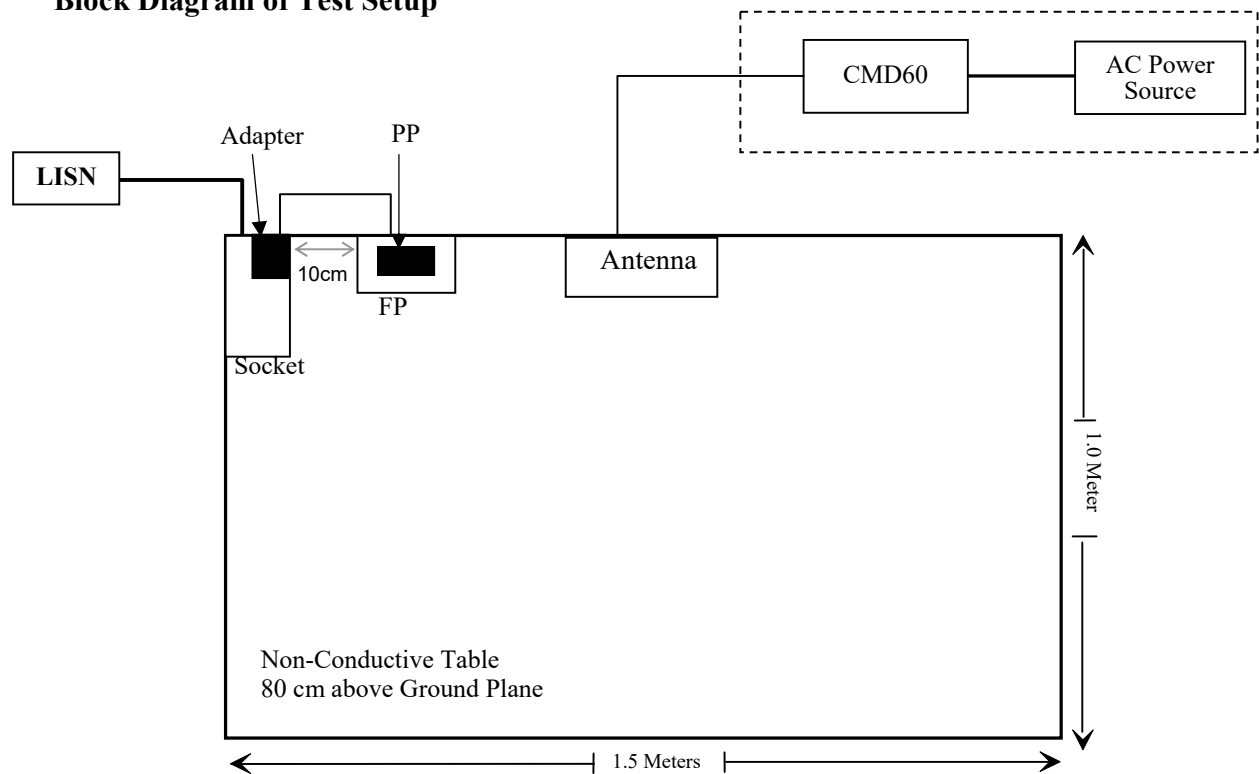 Block Diagram of Test Setup
CMD60
AC Power
Source
Adapter
PP
LISN
Antenna
10cm
FP
Socket
1.0 Meter
Non-Conductive Table
80 cm above Ground Plane
1.5 Meters